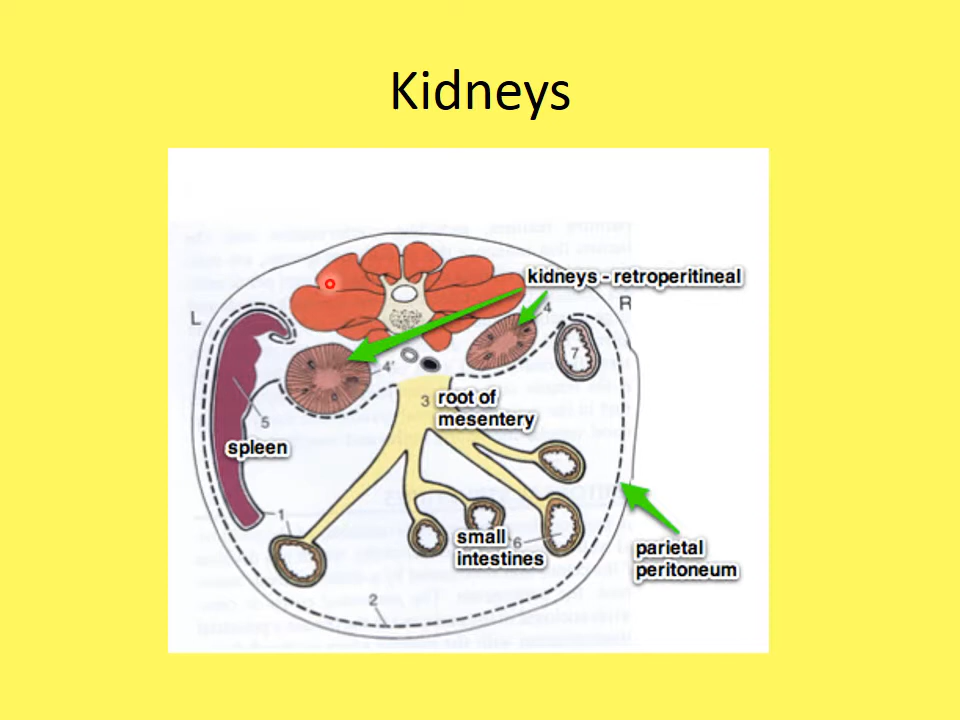 Kidneys
kidneys - retroperitineal
L
R
4
7
4'
3
root of
mesentery
5
spleen
1
small
intestines
6
parietal
peritoneum
2